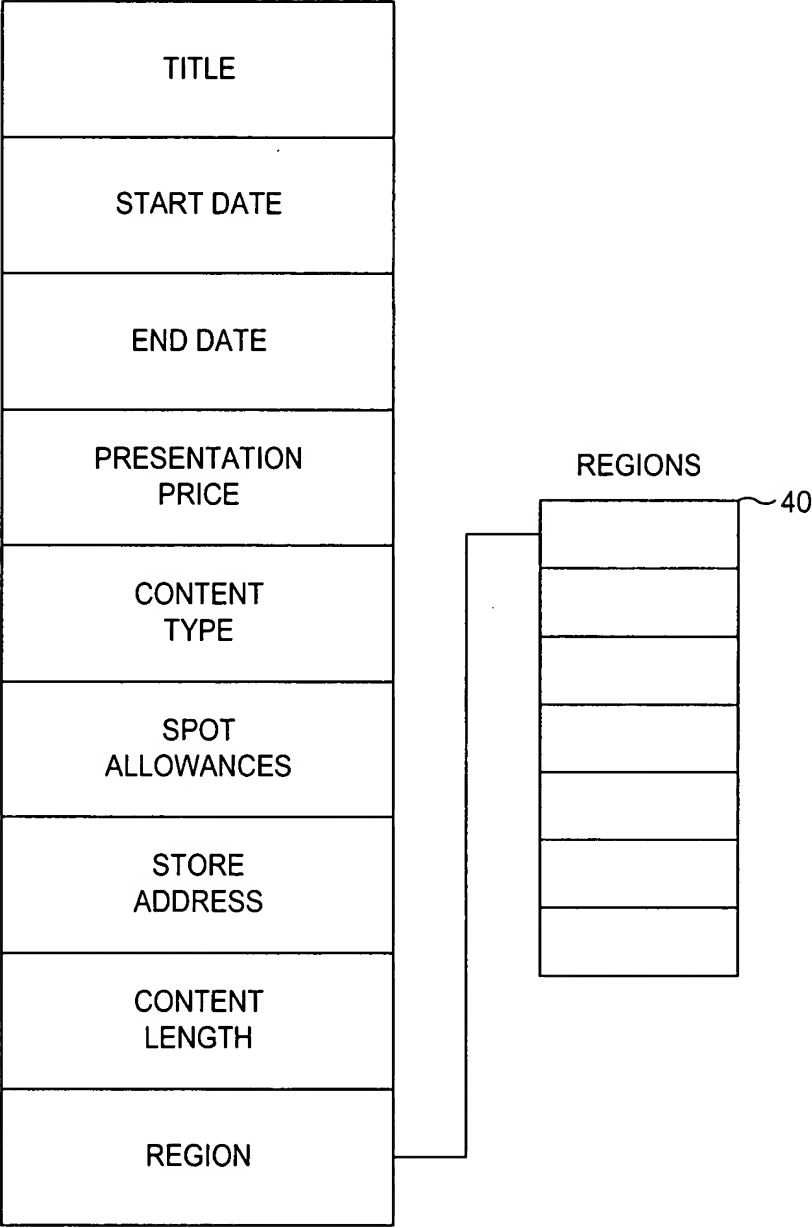 TITLE
START DATE
END DATE
PRESENTATION
PRICE
CONTENT
TYPE
SPOT
ALLOWANCES
STORE
ADDRESS
CONTENT
LENGTH
REGION
REGIONS
40